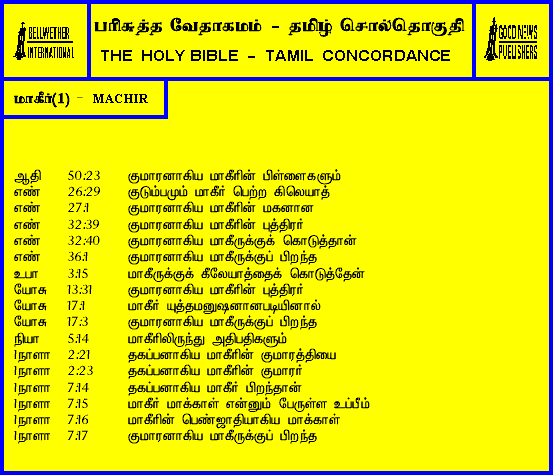 BELLWETHER
INTERNATIONAL
பரிசுத்த வேதாகமம் - தமிழ் சொல்தொகுதி
THE HOLY BIBLE - TAMIL CONCORDANCE
GOOD NEWS
PUBLISHERS
மாகீர்(1) - MACHIR
ஆதி 50:23 குமாரனாகிய மாகீரின் பிள்ளைகளும்
எண் 26:29 குடும்பமும் மாகீர் பெற்ற கிலெயாத்
எண் 27:1 குமாரனாகிய மாகீரின் மகனான
எண் 32:39 குமாரனாகிய மாகீரின் புத்திரர்
எண் 32:40 குமாரனாகிய மாகீருக்குக் கொடுத்தான்
எண் 36:1 குமாரனாகிய மாகீருக்குப் பிறந்த
உபா 3:15 மாகீருக்குக் கீலேயாத்தைக் கொடுத்தேன்
யோசு 13:31 குமாரனாகிய மாகீரின் புத்திரர்
யோசு 17:1 மாகீர் யுத்தமனுஷனானபடியினால்
யோசு 17:3 குமாரனாகிய மாகீருக்குப் பிறந்த
நியா 5:14 மாகீரிலிருந்து அதிபதிகளும்
1நாளா 2:21 தகப்பனாகிய மாகீரின் குமாரத்தியை
1நாளா 2:23 தகப்பனாகிய மாகீரின் குமாரர்
1நாளா 7:14 தகப்பனாகிய மாகீர் பிறந்தான்
1நாளா 7:15 மாகீர் மாக்காள் என்னும் பேருள்ள உப்பீம்
1நாளா 7:16 மாகீரின் பெண்ஜாதியாகிய மாக்காள்
1நாளா 7:17 குமாரனாகிய மாகீருக்குப் பிறந்த